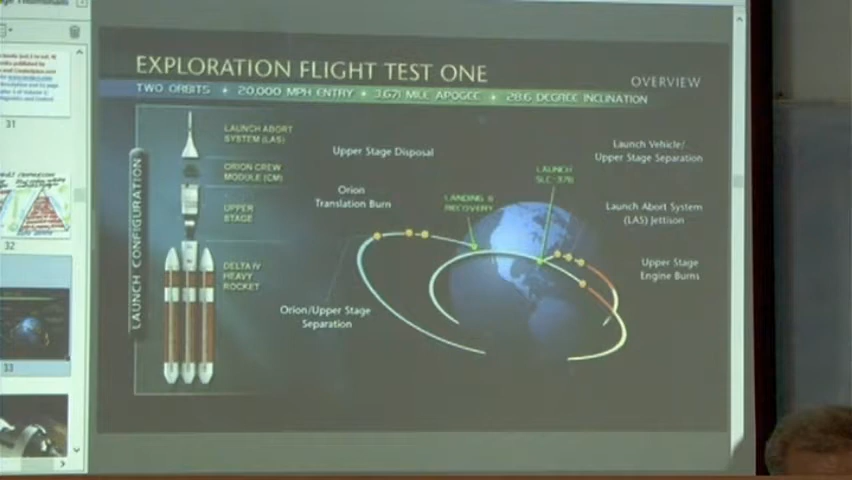 31
32
33
EXPLORATION FLIGHT TEST ONE
OVERVIEW
TWO ORBITS • 20,000 MPH ENTRY • 3,671 MILE APOGEE • 28.6 DEGREE INCLINATION
LAUNCH CONFIGURATION
LAUNCH ABORT
SYSTEM (LAS)
ORION CREW
MODULE (CM)
UPPER
STAGE
DELTA IV
HEAVY
ROCKET
Upper Stage Disposal
Orion
Translation Burn
Orion/Upper Stage
Separation
LANDING &
RECOVERY
LAUNCH
SLC-37B
Launch Vehicle/
Upper Stage Separation
Launch Abort System
(LAS) Jettison
Upper Stage
Engine Burns